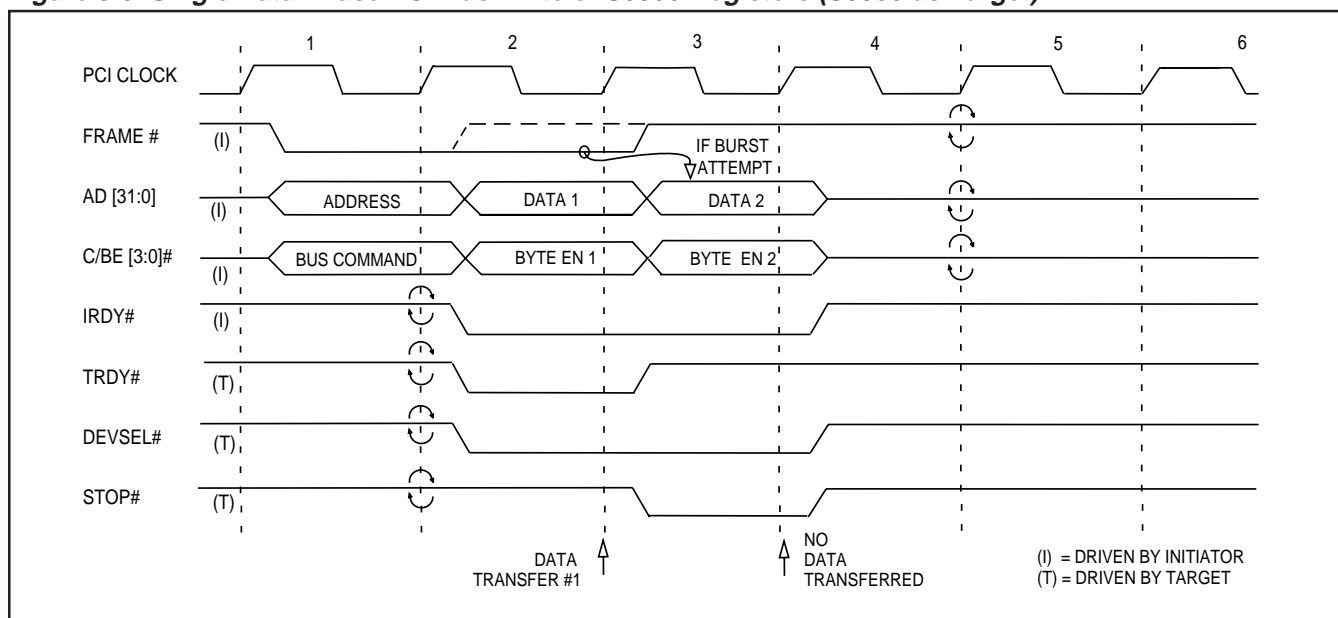 1 2 3 4 5 6
PCI CLOCK
FRAME # (I)
IF BURST
ATTEMPT
AD [31:0] (I) ADDRESS DATA 1 DATA 2
C/BE [3:0]# (I) BUS COMMAND BYTE EN 1 BYTE EN 2
IRDY# (I)
TRDY# (T)
DEVSEL# (T)
STOP# (T)
DATA
TRANSFER #1
NO
DATA
TRANSFERRED
(I) = DRIVEN BY INITIATOR
(T) = DRIVEN BY TARGET